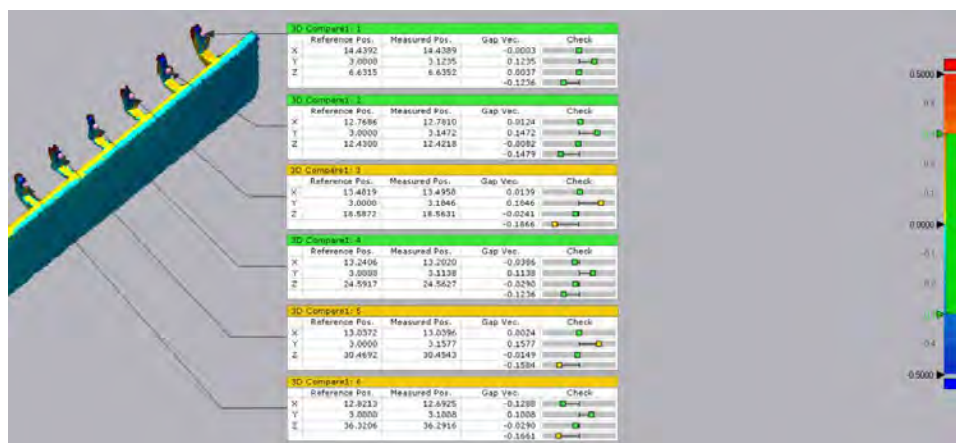 3D Compare1: 1
Reference Pos. Measured Pos. Gap Vec. Check
X 14.4392 14.4389 -0.0003
Y 3.0000 3.1235 0.1235
Z 6.6315 6.6352 0.0037
-0.1236
3D Compare1: 2
Reference Pos. Measured Pos. Gap Vec. Check
X 12.7686 12.7810 0.0124
Y 3.0000 3.1472 0.1472
Z 12.4300 12.4218 -0.0082
-0.1479
3D Compare1: 3
Reference Pos. Measured Pos. Gap Vec. Check
X 13.4819 13.4958 0.0139
Y 3.0000 3.1846 0.1846
Z 18.5872 18.5631 -0.0241
-0.1866
3D Compare1: 4
Reference Pos. Measured Pos. Gap Vec. Check
X 13.2406 13.2020 -0.0386
Y 3.0000 3.1138 0.1138
Z 24.5917 24.5627 -0.0290
-0.1236
3D Compare1: 5
Reference Pos. Measured Pos. Gap Vec. Check
X 13.0372 13.0396 0.0024
Y 3.0000 3.1577 0.1577
Z 30.4692 30.4543 -0.0149
-0.1584
3D Compare1: 6
Reference Pos. Measured Pos. Gap Vec. Check
X 12.8213 12.6925 -0.1288
Y 3.0000 3.1008 0.1008
Z 36.3206 36.2916 -0.0290
-0.1661
0.5000
0.0000
-0.5000